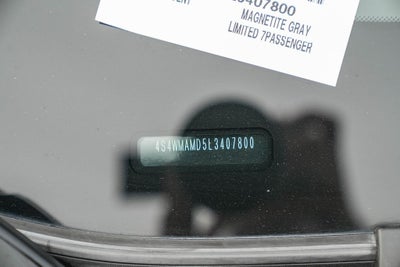 3407800
MAGNETITE GRAY
LIMITED 7PASSENGER
4S4WMAMD5L3407800